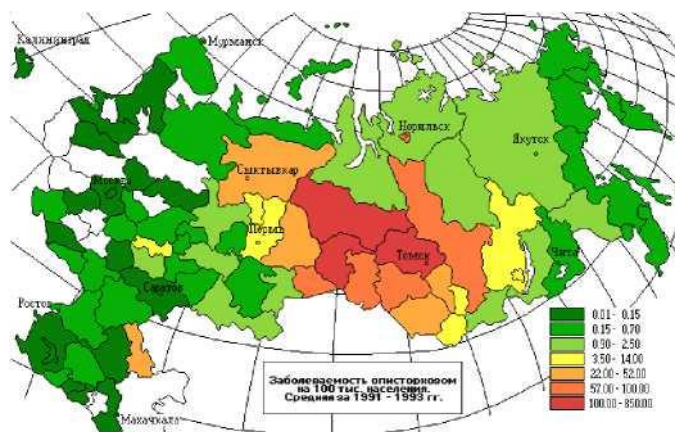 Калининград
Мурманск
Норильск
Якутск
Сыктывкар
Москва
Пермь
Томск
Чита
Саратов
Ростов
Махачкала
0.01 - 0.15
0.15 - 0.70
0.90 - 2.50
3.50 - 14.00
22.00 - 52.00
57.00 - 100.00
100.00 - 850.00
Заболеваемость описторхозом
на 100 тыс. населения.
Средняя за 1991 - 1993 гг.